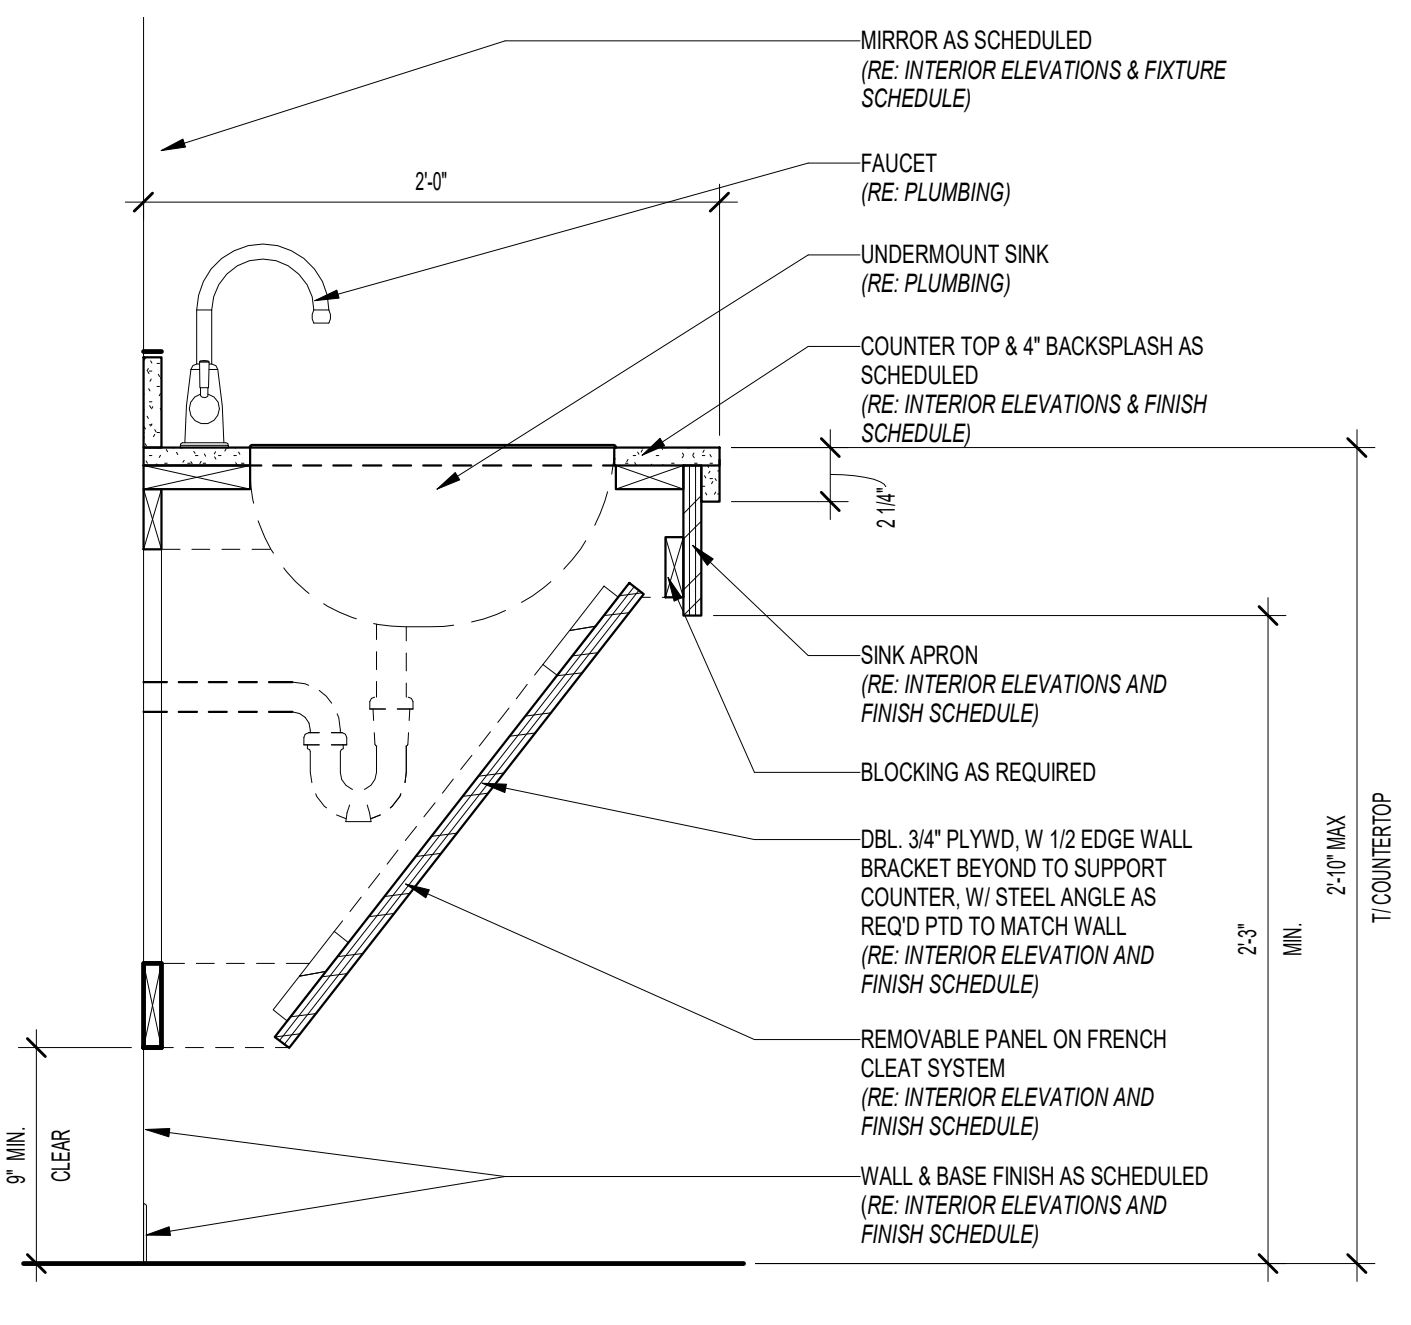 MIRROR AS SCHEDULED
(RE: INTERIOR ELEVATIONS & FIXTURE
SCHEDULE)
FAUCET
(RE: PLUMBING)
2'-0"
UNDERMOUNT SINK
(RE: PLUMBING)
COUNTER TOP & 4" BACKSPLASH AS
SCHEDULED
(RE: INTERIOR ELEVATIONS & FINISH
SCHEDULE)
2 1/4"
SINK APRON
(RE: INTERIOR ELEVATIONS AND
FINISH SCHEDULE)
BLOCKING AS REQUIRED
DBL. 3/4" PLYWD, W 1/2 EDGE WALL
BRACKET BEYOND TO SUPPORT
COUNTER, W/ STEEL ANGLE AS
REQ'D PTD TO MATCH WALL
(RE: INTERIOR ELEVATION AND
FINISH SCHEDULE)
2'-3"
MIN.
2'-10" MAX
T/COUNTERTOP
REMOVABLE PANEL ON FRENCH
CLEAT SYSTEM
(RE: INTERIOR ELEVATION AND
FINISH SCHEDULE)
9" MIN.
CLEAR
WALL & BASE FINISH AS SCHEDULED
(RE: INTERIOR ELEVATIONS AND
FINISH SCHEDULE)